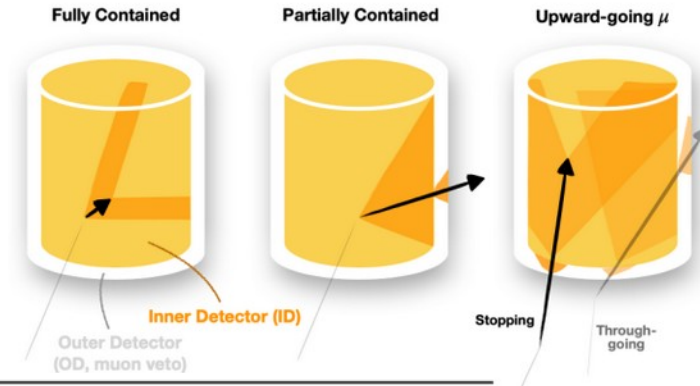 Fully Contained
Partially Contained
Upward-going μ
Inner Detector (ID)
Outer Detector
(OD, muon veto)
Stopping
Through-
going